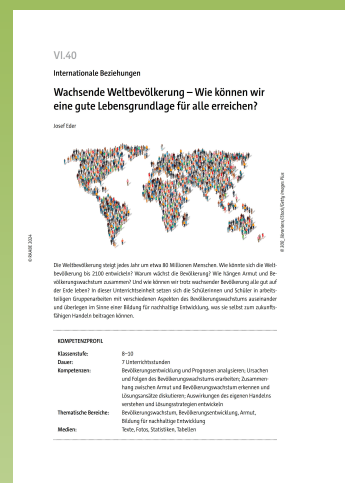 VI.40
Internationale Beziehungen
Wachsende Weltbevölkerung – Wie können wir
eine gute Lebensgrundlage für alle erreichen?
Josef Eder
© RAABE 2024
Die Weltbevölkerung steigt jedes Jahr um etwa 80 Millionen Menschen. Wie könnte sich die Welt-
bevölkerung bis 2100 entwickeln? Warum wächst die Bevölkerung? Wie hängen Armut und Be-
völkerungswachstum zusammen? Und wie können wir trotz wachsender Bevölkerung alle gut auf
der Erde leben? In dieser Unterrichtseinheit setzen sich die Schülerinnen und Schüler in arbeits-
teiligen Gruppenarbeiten mit verschiedenen Aspekten des Bevölkerungswachstums auseinander
und überlegen im Sinne einer Bildung für nachhaltige Entwicklung, was sie selbst zum zukunfts-
fähigen Handeln beitragen können.
KOMPETENZPROFIL
Klassenstufe: 8–10
Dauer: 7 Unterrichtsstunden
Kompetenzen: Bevölkerungsentwicklung und Prognosen analysieren; Ursachen
und Folgen des Bevölkerungswachstums erarbeiten; Zusammen-
hang zwischen Armut und Bevölkerungswachstum erkennen und
Lösungsansätze diskutieren; Auswirkungen des eigenen Handelns
verstehen und Lösungsstrategien entwickeln
Thematische Bereiche: Bevölkerungswachstum, Bevölkerungsentwicklung, Armut,
Bildung für nachhaltige Entwicklung
Medien: Texte, Fotos, Statistiken, Tabellen